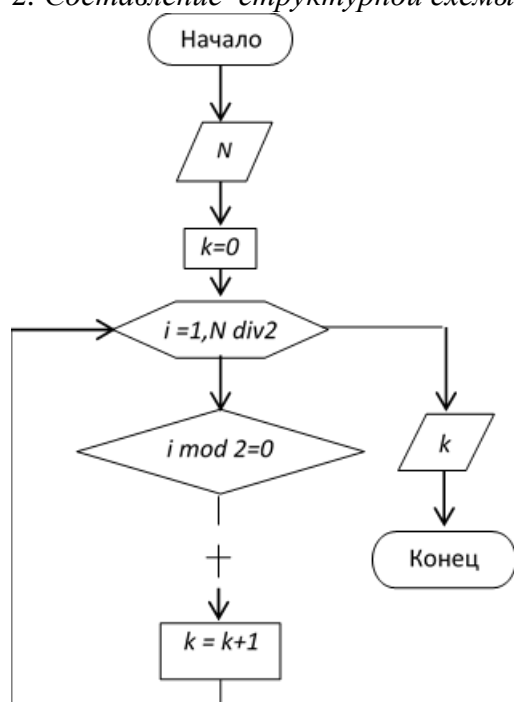 2. Составление структурной схемы
Начало
N
k=0
i =1,N div2
i mod 2=0
k
+
Конец
k = k+1